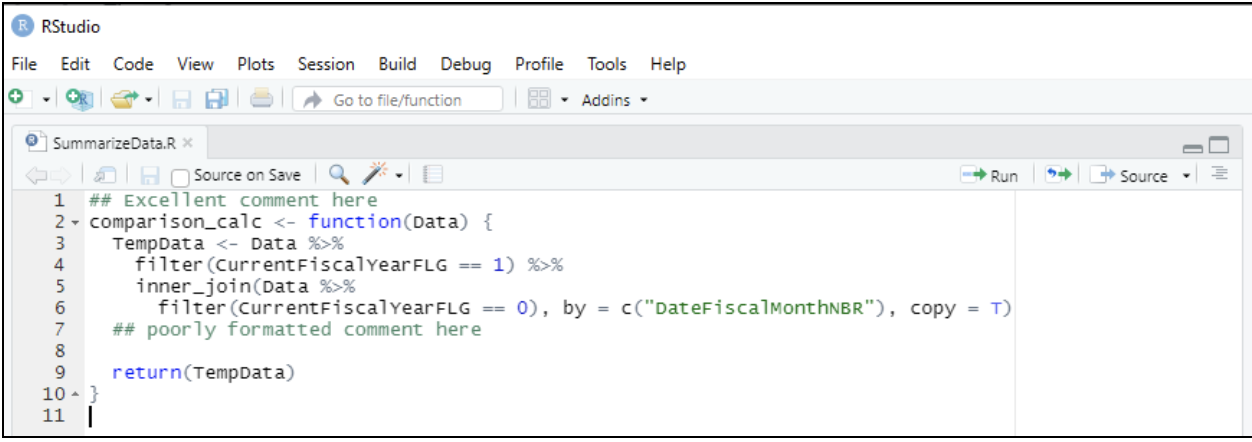 RStudio
File Edit Code View Plots Session Build Debug Profile Tools Help
Go to file/function Addins
SummarizeData.R
Source on Save Run Source
1 ## Excellent comment here
2 comparison_calc <- function(Data) {
3 TempData <- Data %>%
4 filter(CurrentFiscalYearFLG == 1) %>%
5 inner_join(Data %>%
6 filter(CurrentFiscalYearFLG == 0), by = c("DateFiscalMonthNBR"), copy = T)
7 ## poorly formatted comment here
8
9 return(TempData)
10 }
11